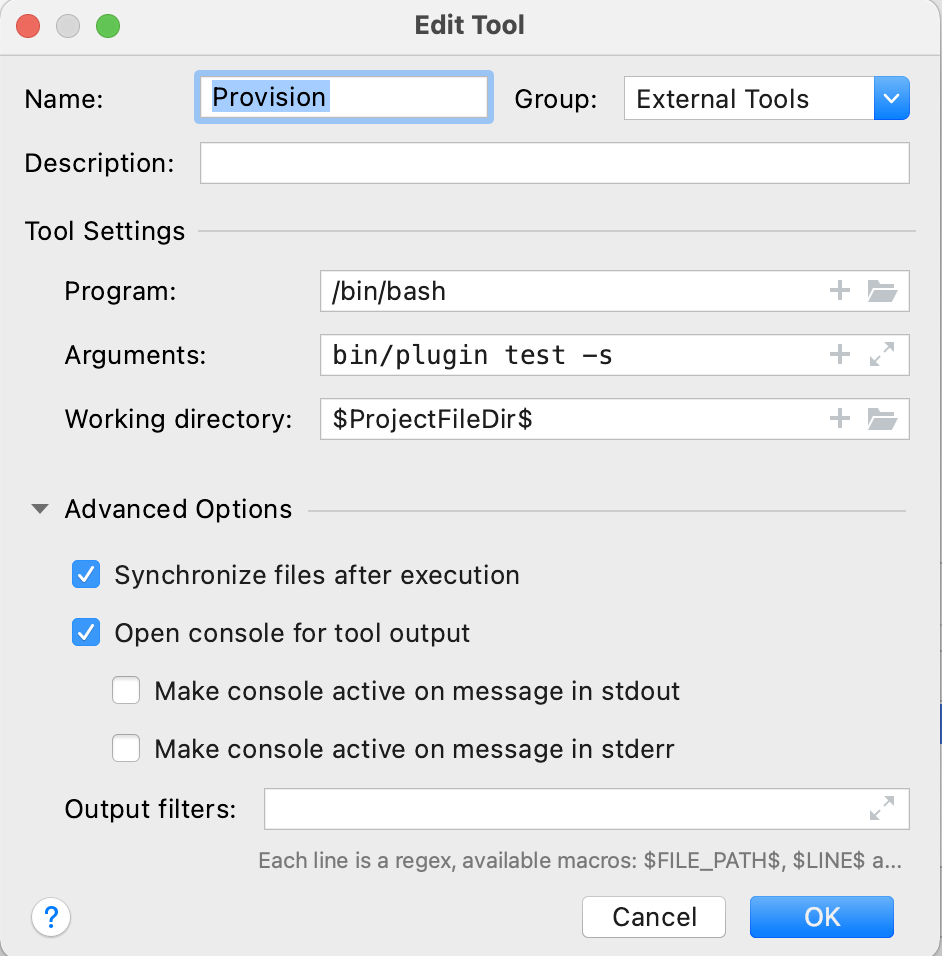 Edit Tool
Name: Provision Group: External Tools
Description:
Tool Settings
Program: /bin/bash
Arguments: bin/plugin test -s
Working directory: $ProjectFileDir$
Advanced Options
Synchronize files after execution
Open console for tool output
Make console active on message in stdout
Make console active on message in stderr
Output filters:
Each line is a regex, available macros: $FILE_PATH$, $LINE$ a...
? Cancel OK